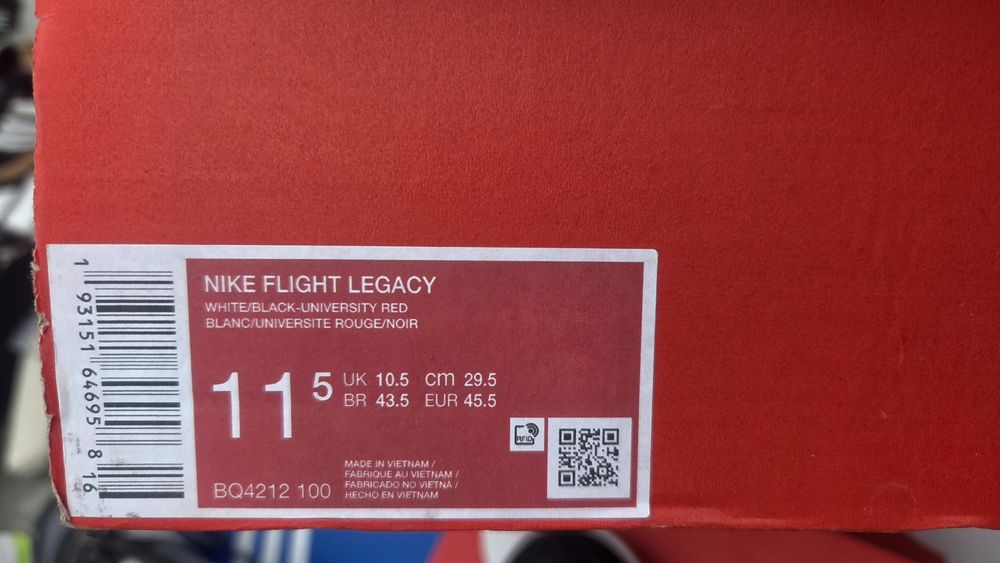 1 93151 64695 8 16
NIKE FLIGHT LEGACY
WHITE/BLACK-UNIVERSITY RED
BLANC/UNIVERSITE ROUGE/NOIR
11 5
UK 10.5 cm 29.5
BR 43.5 EUR 45.5
RFID
MADE IN VIETNAM /
FABRIQUE AU VIETNAM /
FABRICADO NO VIETNÃ /
HECHO EN VIETNAM
BQ4212 100